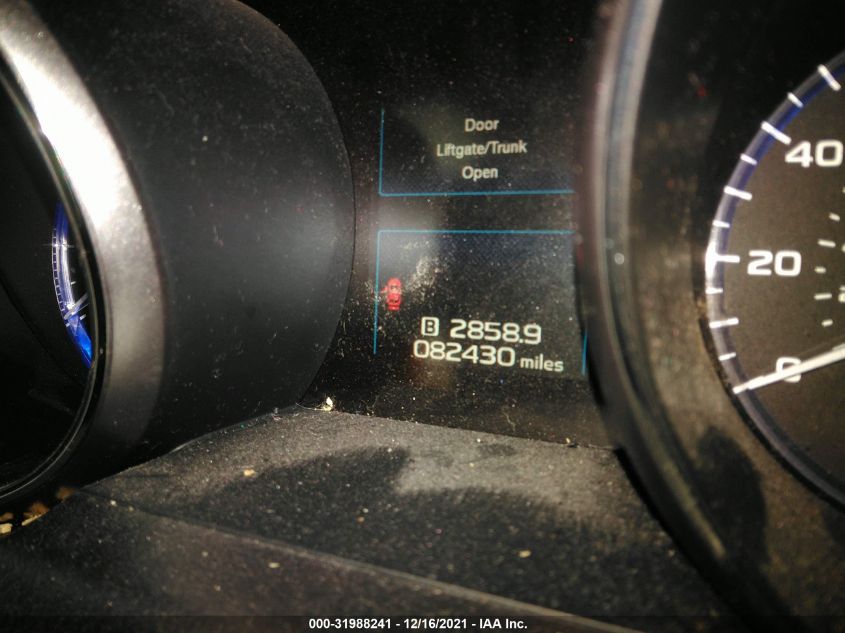 Door
Liftgate/Trunk
Open
B 2858.9
082430 miles
40
20
0
000-31988241 - 12/16/2021 - IAA Inc.